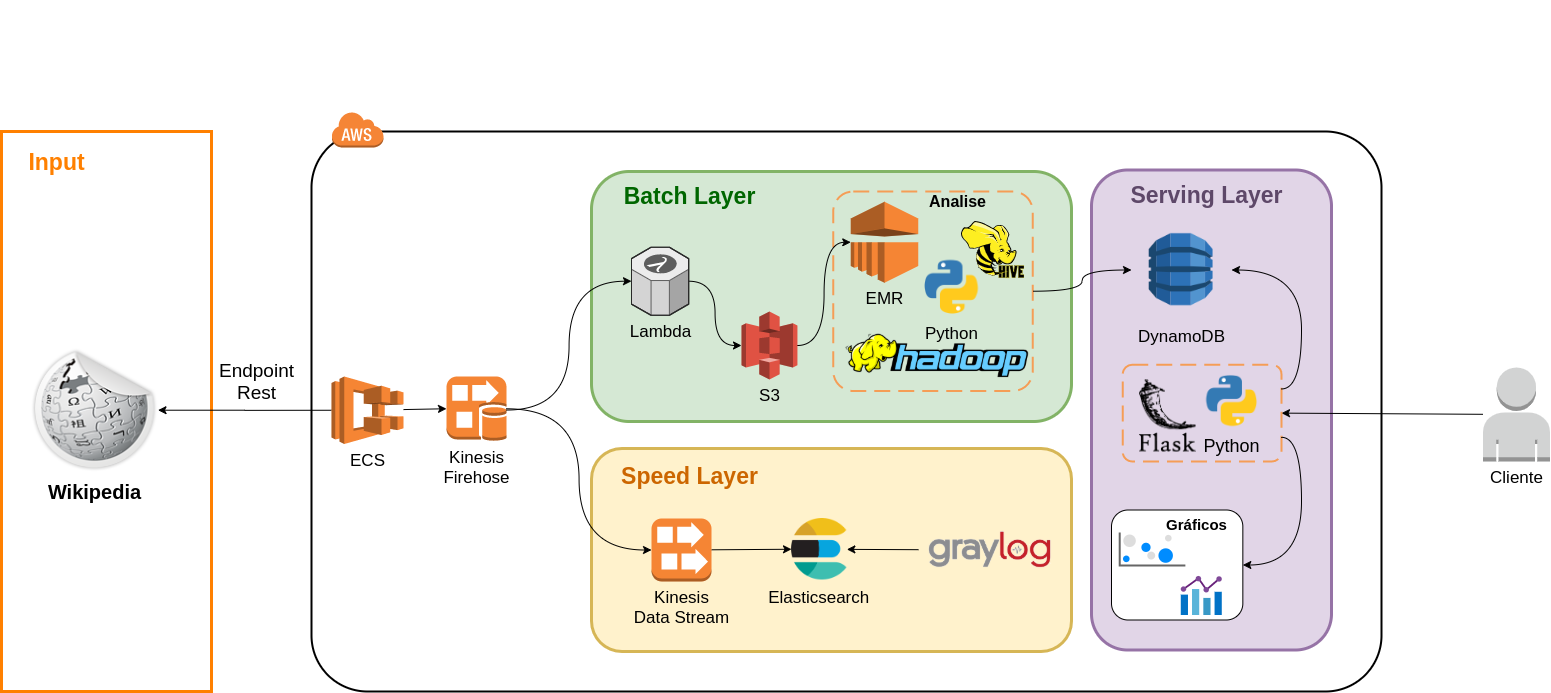 AWS
Input
Endpoint
Rest
Wikipedia
ECS
Kinesis
Firehose
Batch Layer
Lambda
S3
Analise
EMR
HIVE
Python
hadoop
Speed Layer
Kinesis
Data Stream
Elasticsearch
graylog
Serving Layer
DynamoDB
Flask
Python
Gráficos
Cliente